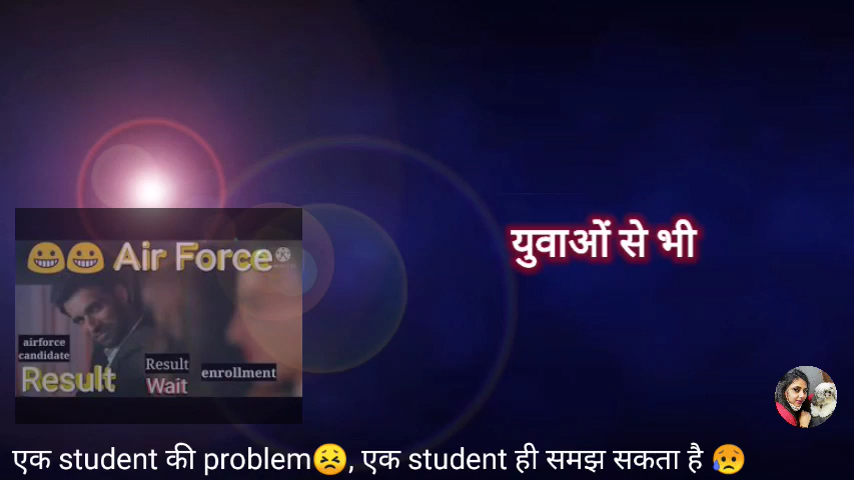 युवाओं से भी
😀😀 Air Force
airforce
candidate
Result
Result
Wait
enrollment
एक student की problem😣, एक student ही समझ सकता है 😥